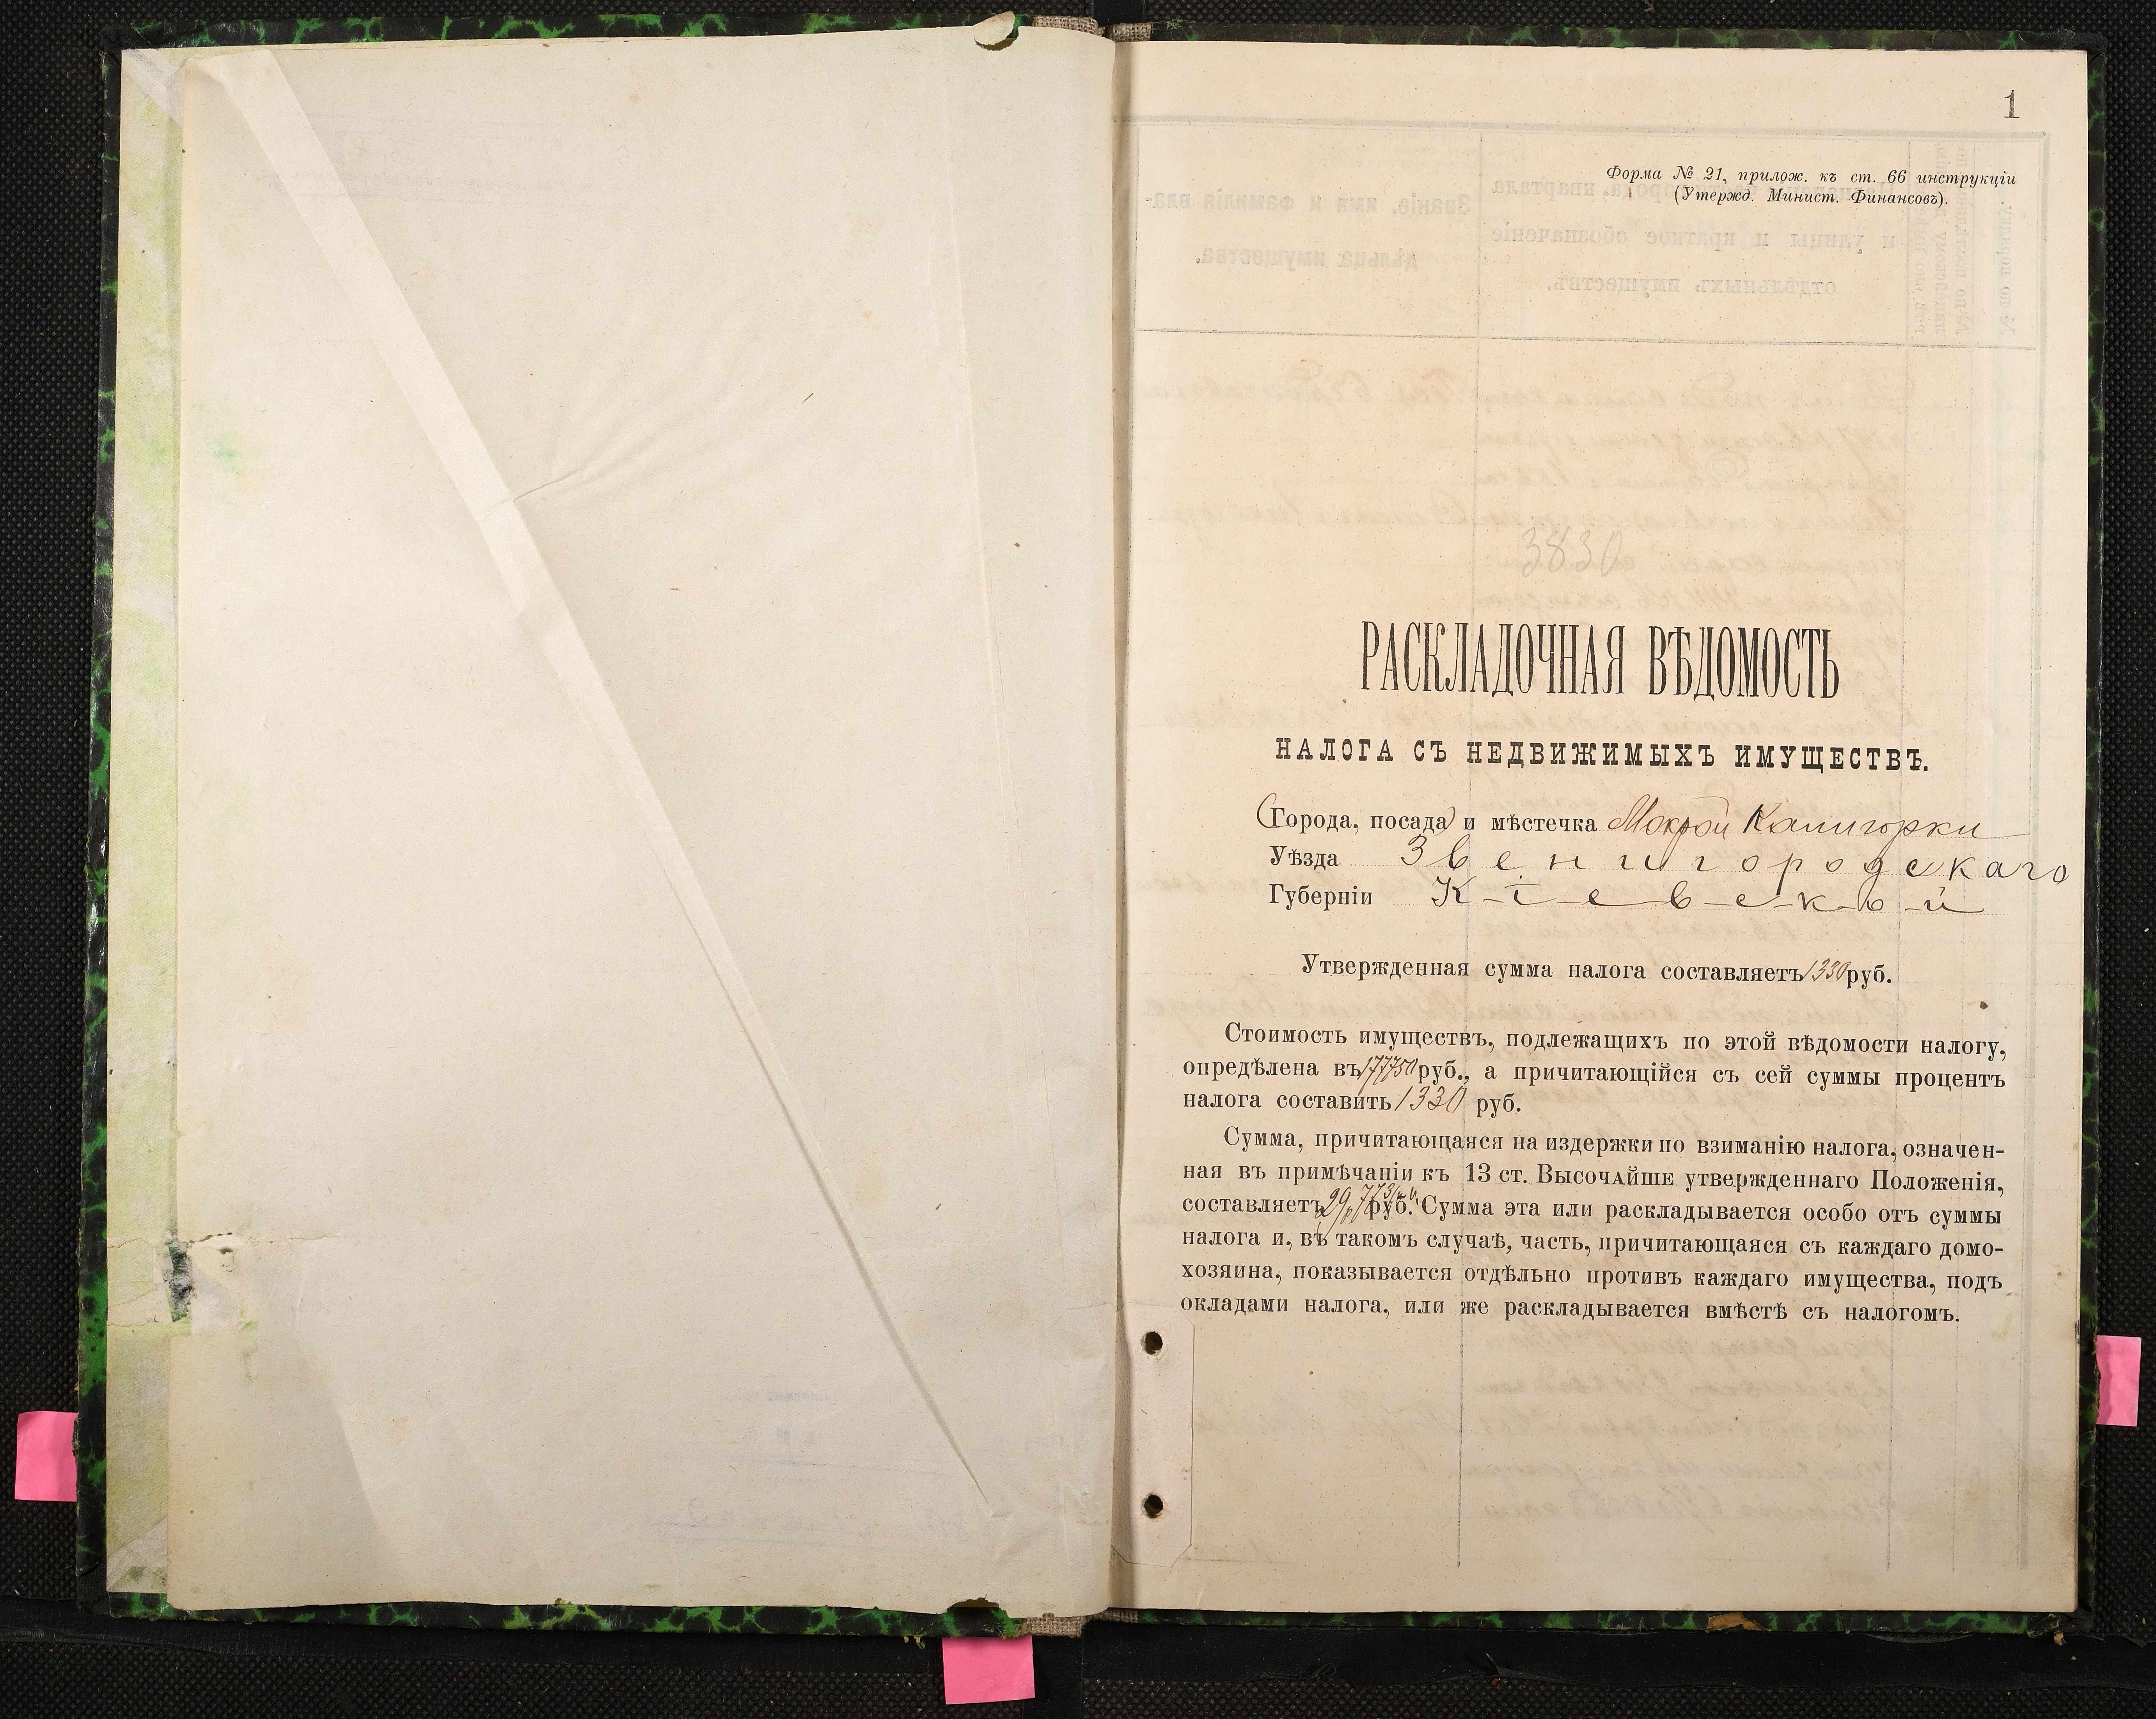 1
Форма № 21, прилож. къ ст. 66 инструкціи
(Утержд. Минист. Финансовъ).
3830
РАСКЛАДОЧНАЯ ВѢДОМОСТЬ
НАЛОГА СЪ НЕДВИЖИМЫХЪ ИМУЩЕСТВЪ.
(Города, посада) и мѣстечка Мокрой Калигорки
Уѣзда Звенигородскаго
Губерніи Кіевской
Утвержденная сумма налога составляетъ 1330 руб.
Стоимость имуществъ, подлежащихъ по этой вѣдомости налогу,
опредѣлена въ 177750 руб., а причитающійся съ сей суммы процентъ
налога составить 1330 руб.
Сумма, причитающаяся на издержки по взиманію налога, означен-
ная въ примѣчаніи къ 13 ст. ВЫСОЧАЙШЕ утвержденнаго Положенія,
составляетъ руб. Сумма эта или раскладывается особо отъ суммы
налога и, въ такомъ случаѣ, часть, причитающаяся съ каждаго домо-
хозяина, показывается отдѣльно противъ каждаго имущества, подъ
окладами налога, или же раскладывается вмѣстѣ съ налогомъ.